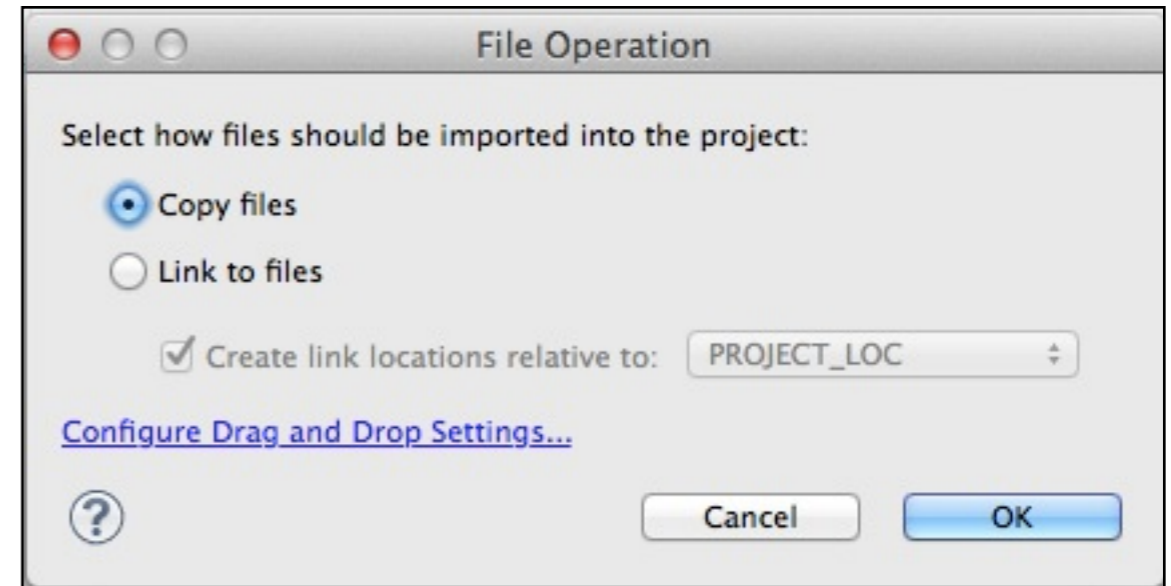 File Operation
Select how files should be imported into the project:
Copy files
Link to files
Create link locations relative to: PROJECT_LOC
Configure Drag and Drop Settings...
? Cancel OK